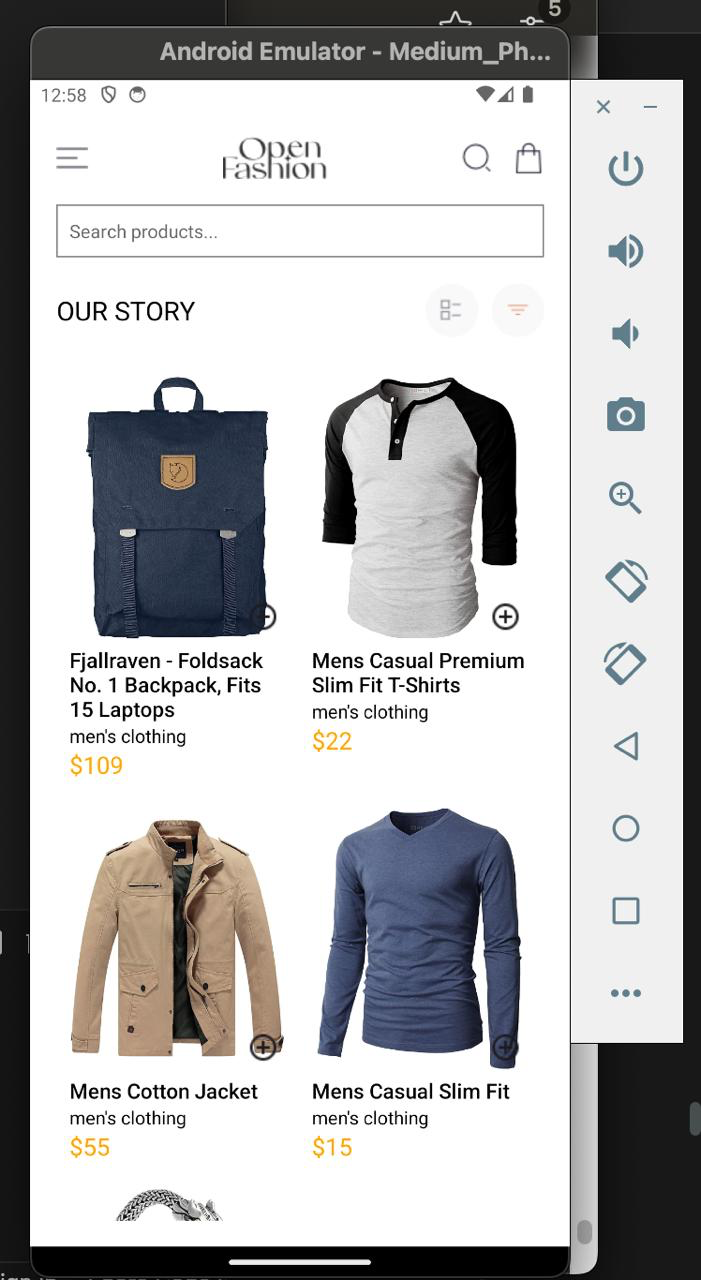 5
Android Emulator - Medium_Ph...
12:58
Open
Fashion
Search products...
OUR STORY
Fjallraven - Foldsack
No. 1 Backpack, Fits
15 Laptops
men's clothing
$109
Mens Casual Premium
Slim Fit T-Shirts
men's clothing
$22
Mens Cotton Jacket
men's clothing
$55
Mens Casual Slim Fit
men's clothing
$15